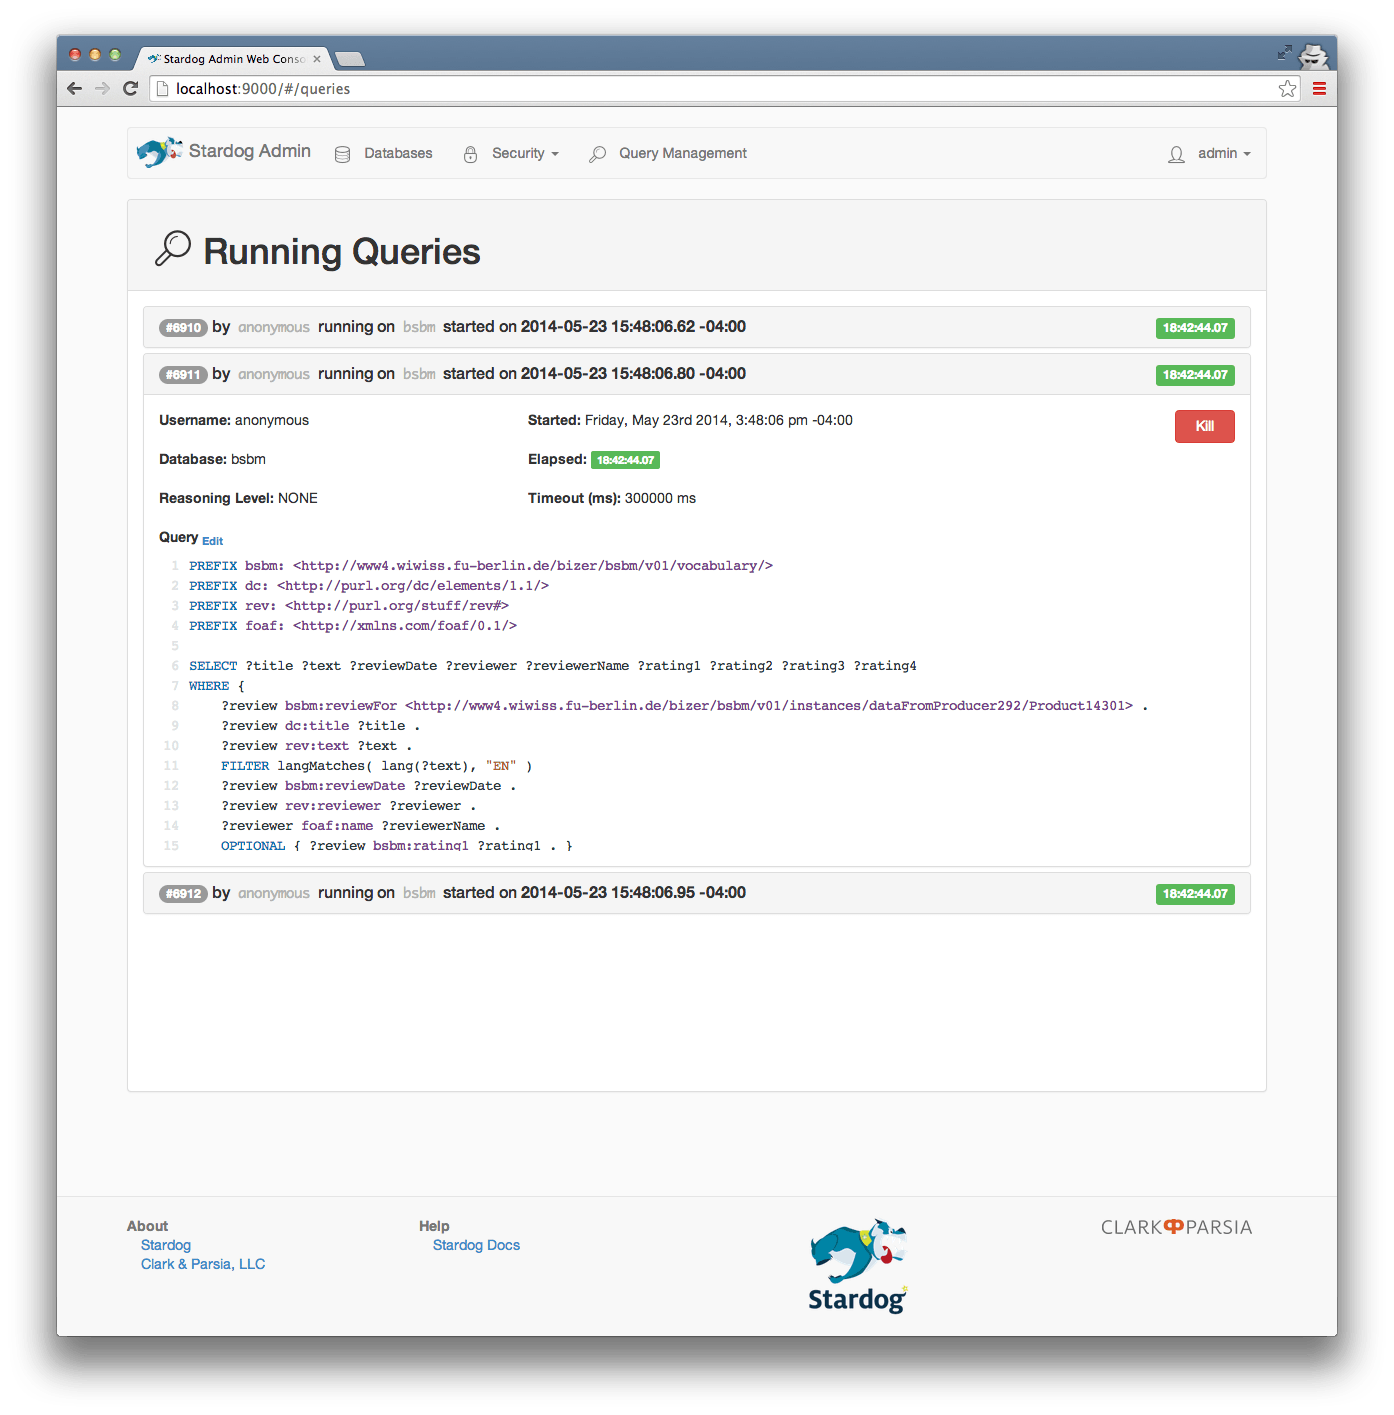 Stardog Admin Web Conso
localhost:9000/#/queries
Stardog Admin Databases Security Query Management admin
Running Queries
#6910 by anonymous running on bsbm started on 2014-05-23 15:48:06.62 -04:00 18:42:44.07
#6911 by anonymous running on bsbm started on 2014-05-23 15:48:06.80 -04:00 18:42:44.07
Username: anonymous Started: Friday, May 23rd 2014, 3:48:06 pm -04:00 Kill
Database: bsbm Elapsed: 18:42:44.07
Reasoning Level: NONE Timeout (ms): 300000 ms
Query Edit
1 PREFIX bsbm: <http://www4.wiwiss.fu-berlin.de/bizer/bsbm/v01/vocabulary/>
2 PREFIX dc: <http://purl.org/dc/elements/1.1/>
3 PREFIX rev: <http://purl.org/stuff/rev#>
4 PREFIX foaf: <http://xmlns.com/foaf/0.1/>
5
6 SELECT ?title ?text ?reviewDate ?reviewer ?reviewerName ?rating1 ?rating2 ?rating3 ?rating4
7 WHERE {
8 ?review bsbm:reviewFor <http://www4.wiwiss.fu-berlin.de/bizer/bsbm/v01/instances/dataFromProducer292/Product14301> .
9 ?review dc:title ?title .
10 ?review rev:text ?text .
11 FILTER langMatches( lang(?text), "EN" )
12 ?review bsbm:reviewDate ?reviewDate .
13 ?review rev:reviewer ?reviewer .
14 ?reviewer foaf:name ?reviewerName .
15 OPTIONAL { ?review bsbm:rating1 ?rating1 . }
#6912 by anonymous running on bsbm started on 2014-05-23 15:48:06.95 -04:00 18:42:44.07
About
Stardog
Clark & Parsia, LLC
Help
Stardog Docs
Stardog
CLARK PARSIA